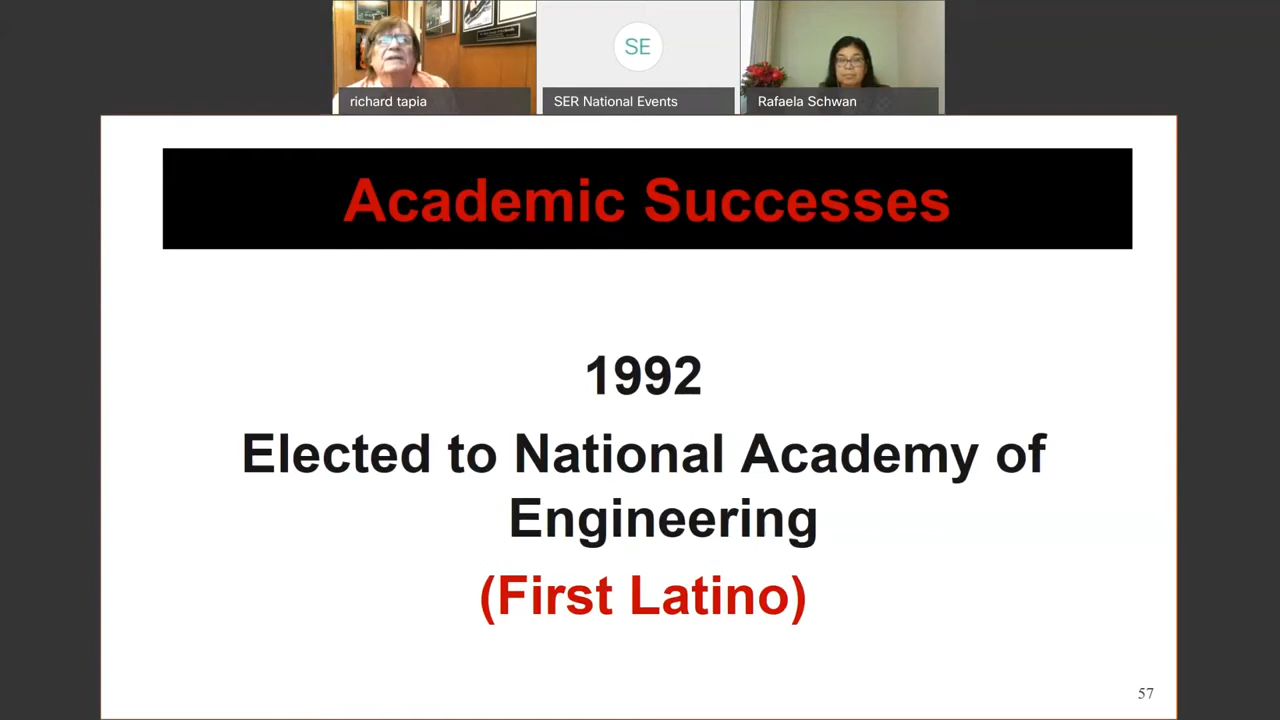 richard tapia
SE
SER National Events
Rafaela Schwan
Academic Successes
1992
Elected to National Academy of
Engineering
(First Latino)
57